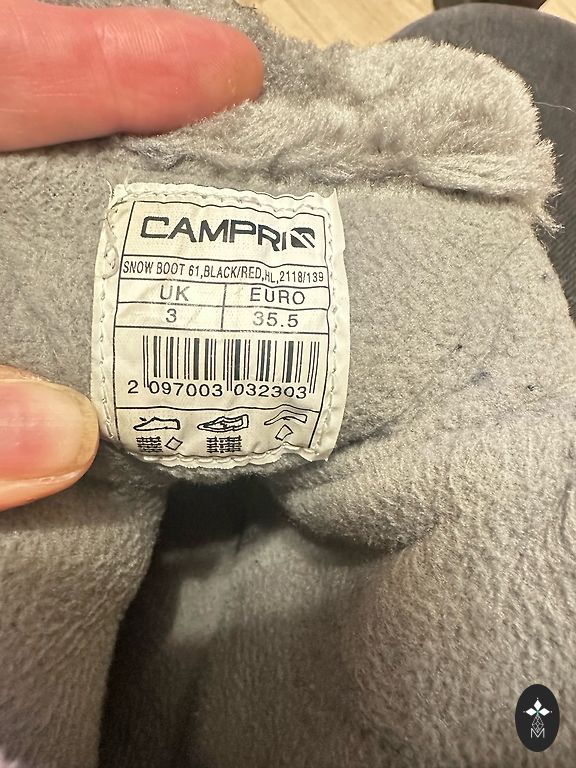 CAMPRI
SNOW BOOT 61,BLACK/RED,HL,2118/139
UK EURO
3 35.5
2 097003 032303
M